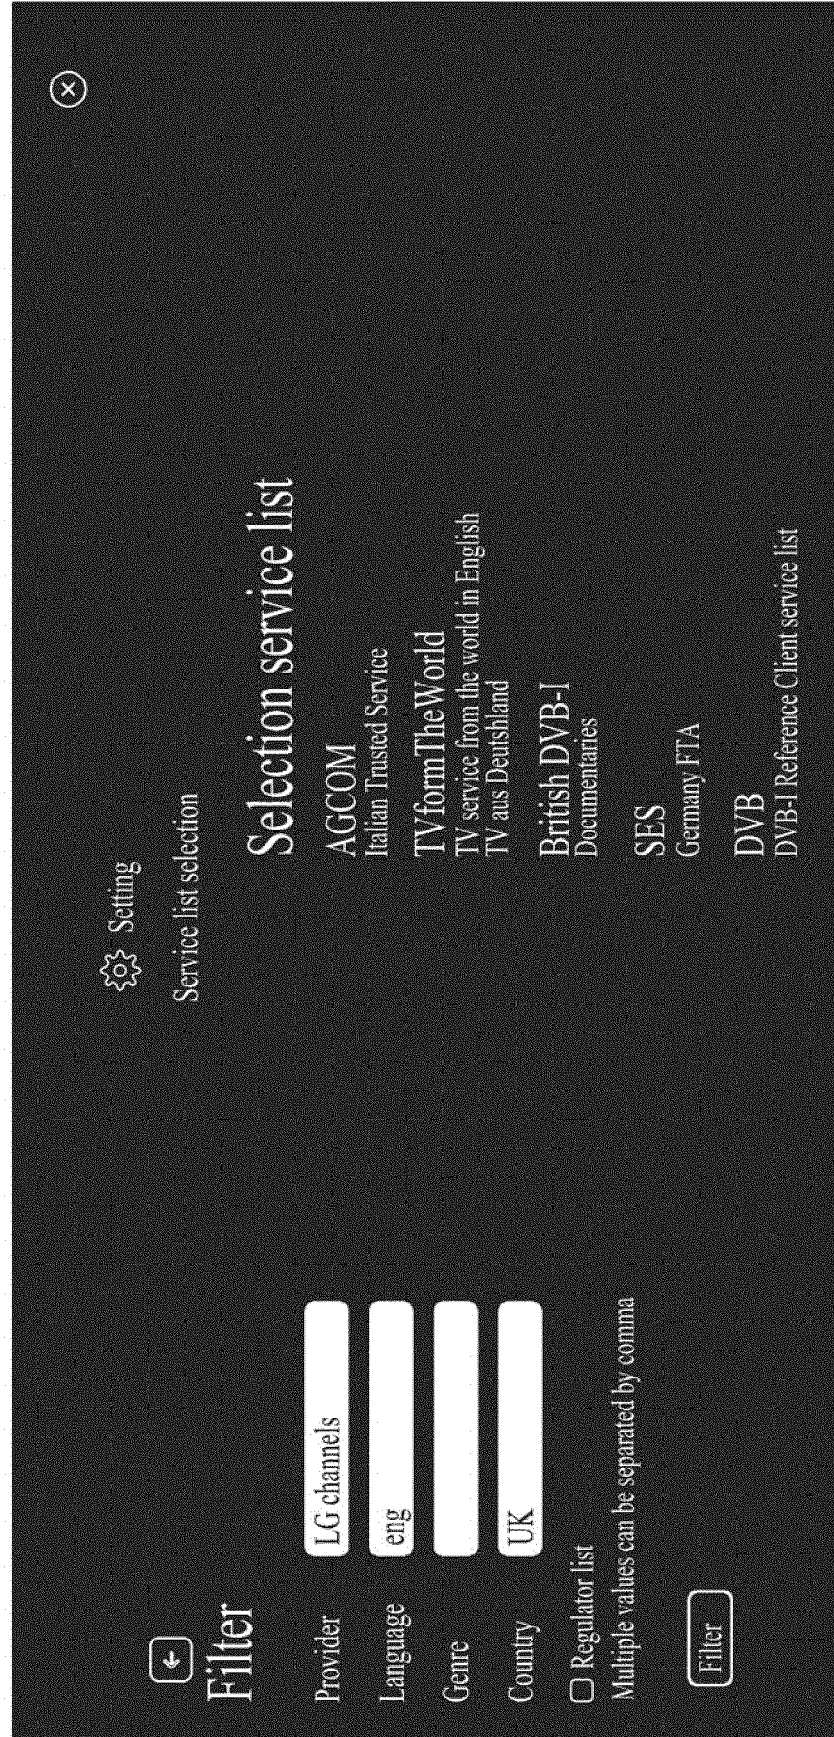 Setting
Service list selection
Filter
Provider LG channels
Language eng
Genre
Country UK
Regulator list
Multiple values can be separated by comma
Filter
Selection service list
AGCOM
Italian Trusted Service
TVformTheWorld
TV service from the world in English
TV aus Deutshland
British DVB-I
Documentaries
SES
Germany FTA
DVB
DVB-I Reference Client service list